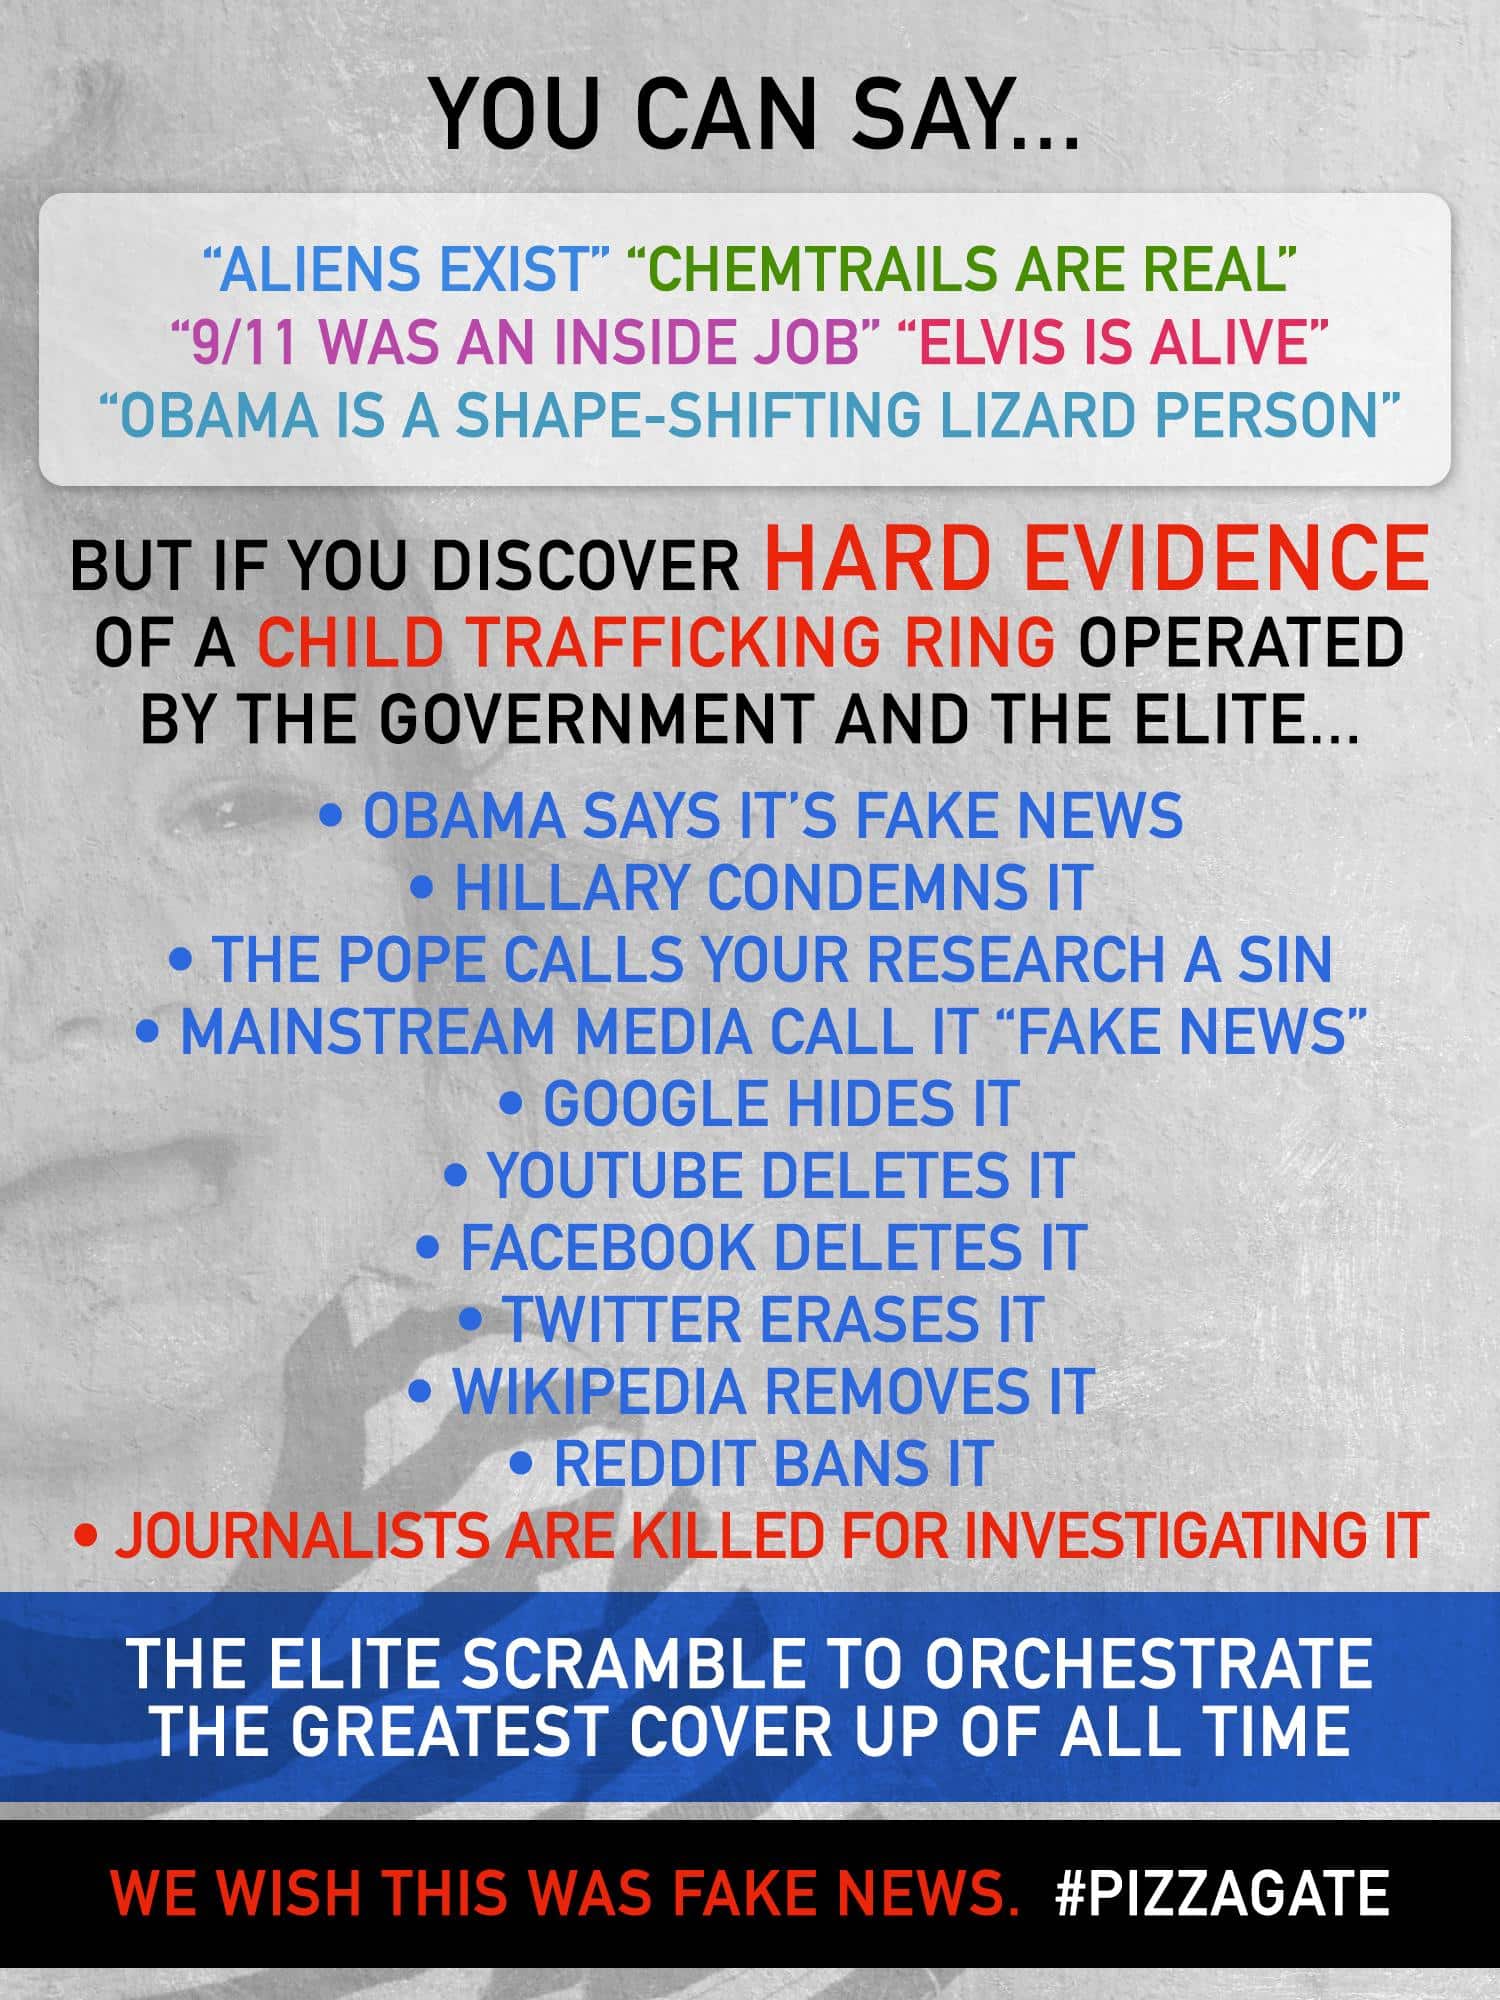 YOU CAN SAY...
“ALIENS EXIST” “CHEMTRAILS ARE REAL”
“9/11 WAS AN INSIDE JOB” “ELVIS IS ALIVE”
“OBAMA IS A SHAPE-SHIFTING LIZARD PERSON”
BUT IF YOU DISCOVER HARD EVIDENCE
OF A CHILD TRAFFICKING RING OPERATED
BY THE GOVERNMENT AND THE ELITE...
• OBAMA SAYS IT’S FAKE NEWS
• HILLARY CONDEMNS IT
• THE POPE CALLS YOUR RESEARCH A SIN
• MAINSTREAM MEDIA CALL IT “FAKE NEWS”
• GOOGLE HIDES IT
• YOUTUBE DELETES IT
• FACEBOOK DELETES IT
• TWITTER ERASES IT
• WIKIPEDIA REMOVES IT
• REDDIT BANS IT
• JOURNALISTS ARE KILLED FOR INVESTIGATING IT
THE ELITE SCRAMBLE TO ORCHESTRATE
THE GREATEST COVER UP OF ALL TIME
WE WISH THIS WAS FAKE NEWS. #PIZZAGATE